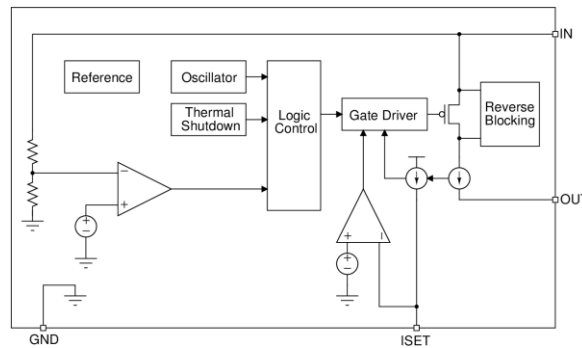 IN
Reference
Oscillator
Thermal
Shutdown
Logic
Control
Gate Driver
Reverse
Blocking
−
+
+
−
OUT
+
−
+
−
GND
ISET